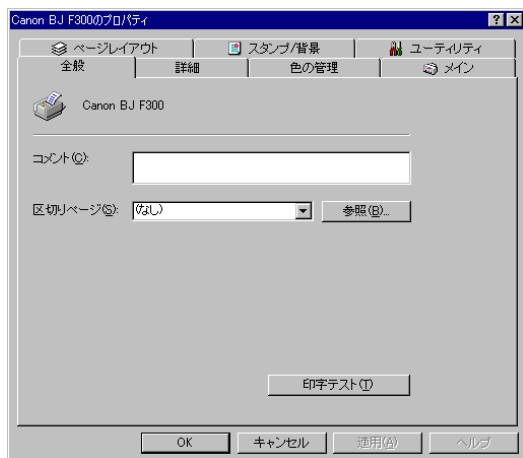 Canon BJ F300のプロパティ
ページレイアウト スタンプ/背景 ユーティリティ
全般 詳細 色の管理 メイン
Canon BJ F300
コメント(C):
区切りページ(S): (なし) 参照(B)...
印字テスト(T)
OK キャンセル 適用(A) ヘルプ